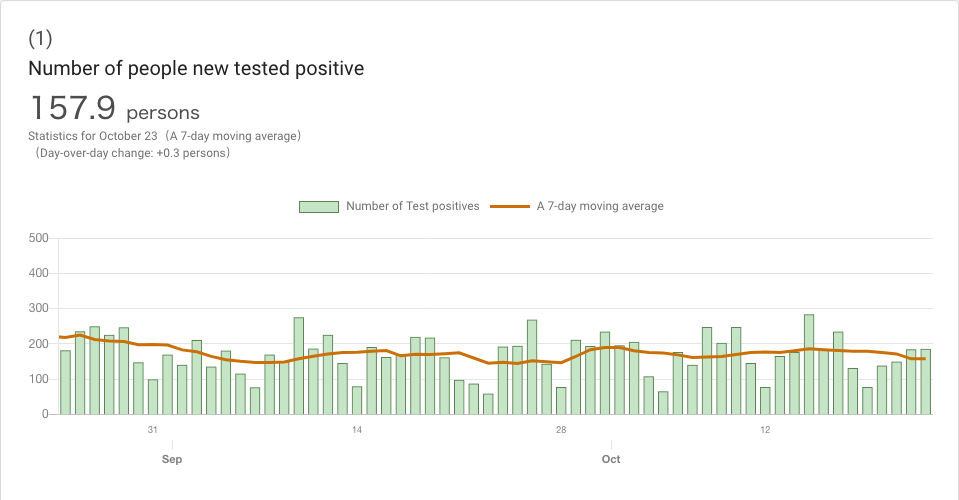 (1)
Number of people new tested positive
157.9 persons
Statistics for October 23（A 7-day moving average）
（Day-over-day change: +0.3 persons）
Number of Test positives A 7-day moving average
500
400
300
200
100
0
31 14 28 12
Sep Oct